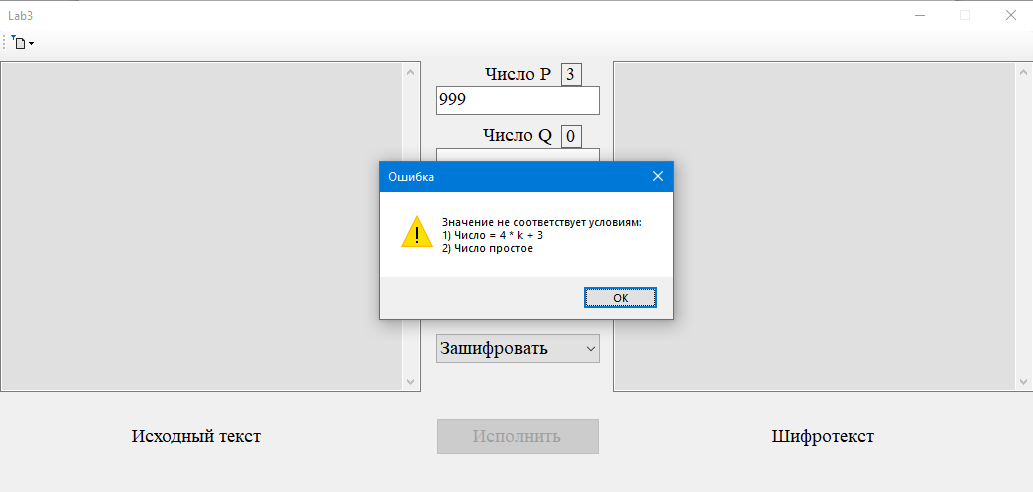 Lab3
Число P 3
999
Число Q 0
Ошибка
Значение не соответствует условиям:
1) Число = 4 * k + 3
2) Число простое
OK
Зашифровать
Исходный текст
Исполнить
Шифротекст